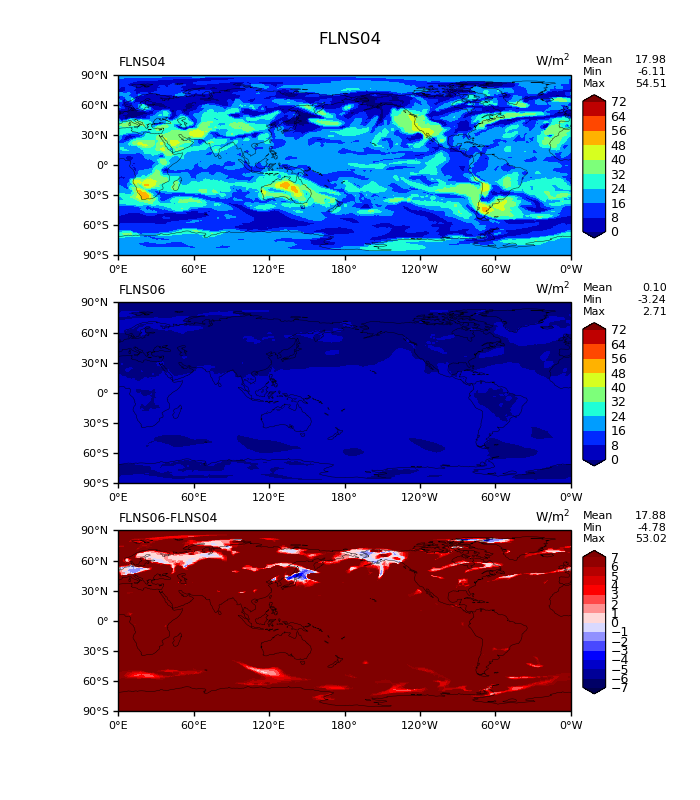 FLNS04
FLNS04 W/m²
Mean 17.98
Min -6.11
Max 54.51
90°N
60°N
30°N
0°
30°S
60°S
90°S
0°E 60°E 120°E 180° 120°W 60°W 0°W
72
64
56
48
40
32
24
16
8
0
FLNS06 W/m²
Mean 0.10
Min -3.24
Max 2.71
90°N
60°N
30°N
0°
30°S
60°S
90°S
0°E 60°E 120°E 180° 120°W 60°W 0°W
72
64
56
48
40
32
24
16
8
0
FLNS06-FLNS04 W/m²
Mean 17.88
Min -4.78
Max 53.02
90°N
60°N
30°N
0°
30°S
60°S
90°S
0°E 60°E 120°E 180° 120°W 60°W 0°W
7
6
5
4
3
2
1
0
−1
−2
−3
−4
−5
−6
−7